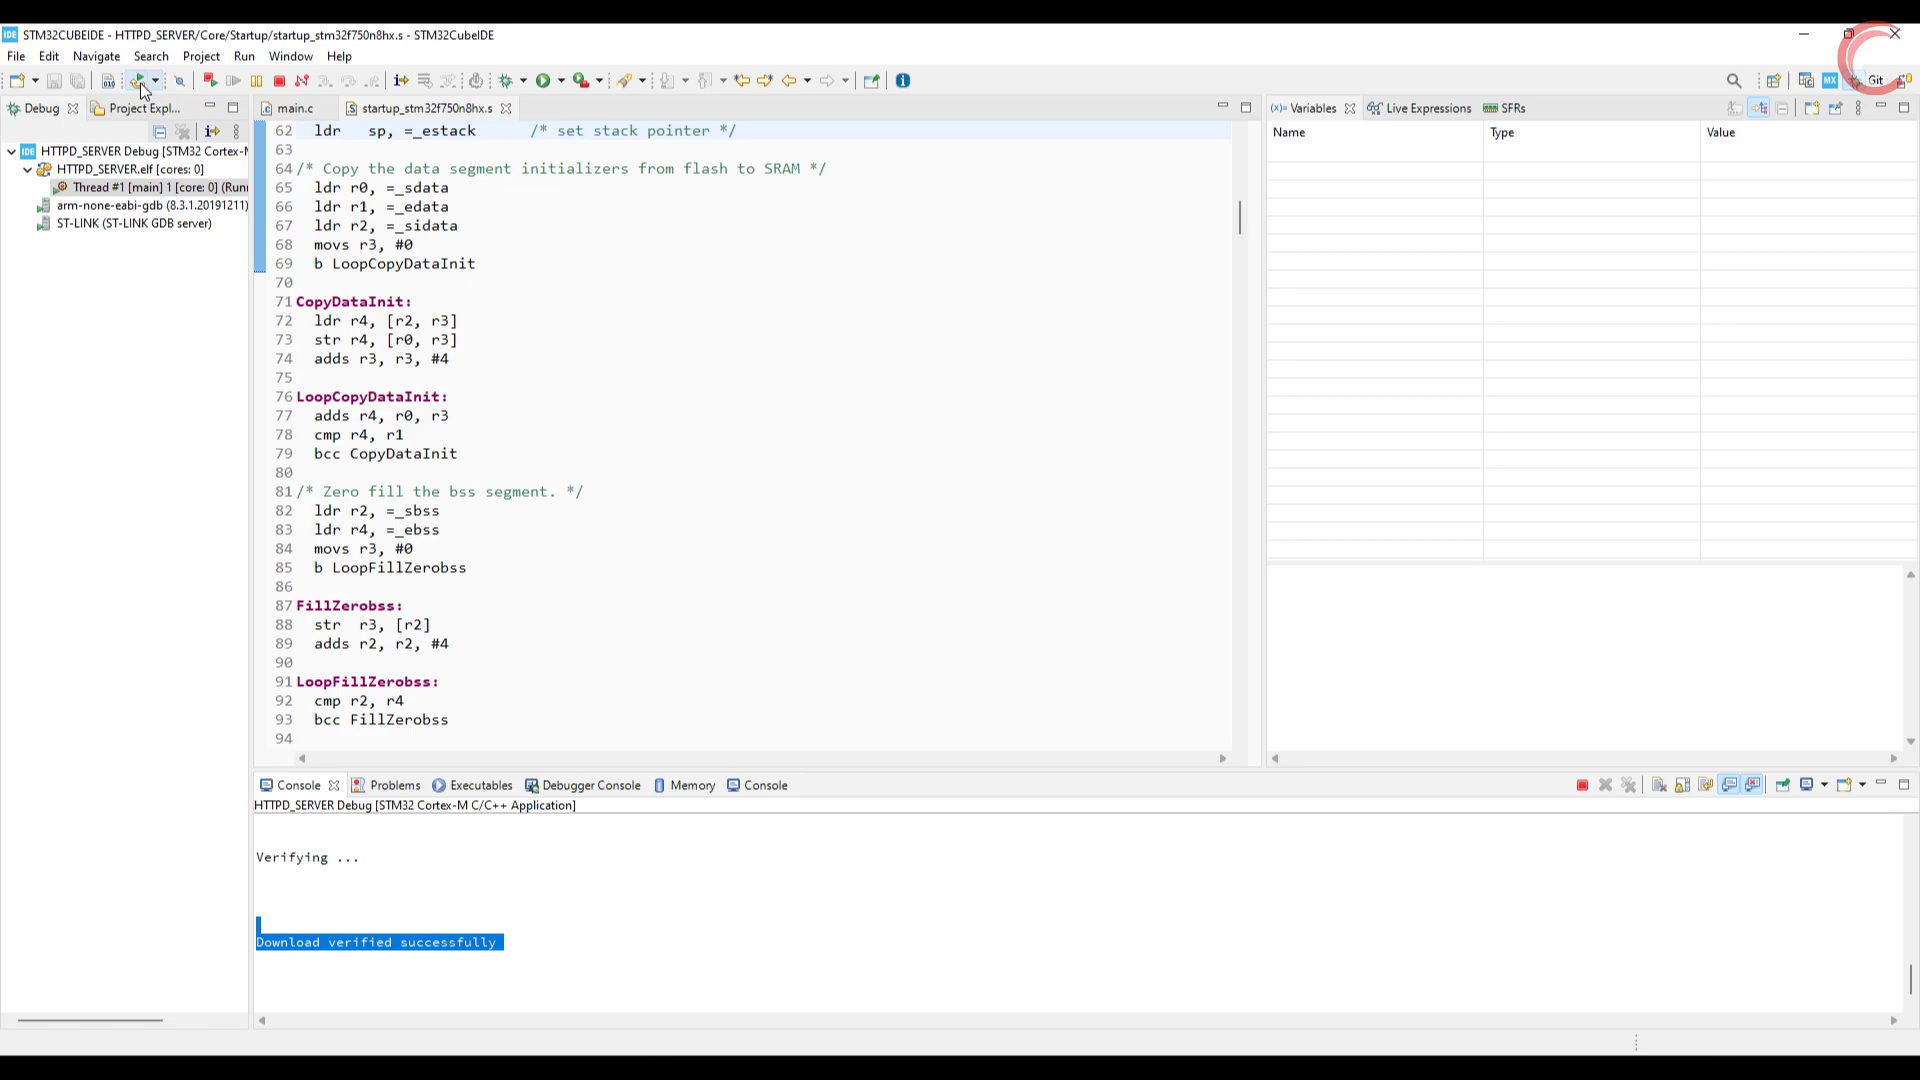 IDE STM32CUBEIDE - HTTPD_SERVER/Core/Startup/startup_stm32f750n8hx.s - STM32CubeIDE
File Edit Navigate Search Project Run Window Help
MX Git
Debug Project Expl... main.c startup_stm32f750n8hx.s (x)= Variables Live Expressions SFRs
Name Type Value
IDE HTTPD_SERVER Debug [STM32 Cortex-M
HTTPD_SERVER.elf [cores: 0]
Thread #1 [main] 1 [core: 0] (Runn
arm-none-eabi-gdb (8.3.1.20191211)
ST-LINK (ST-LINK GDB server)
62 ldr sp, =_estack /* set stack pointer */
63
64 /* Copy the data segment initializers from flash to SRAM */
65 ldr r0, =_sdata
66 ldr r1, =_edata
67 ldr r2, =_sidata
68 movs r3, #0
69 b LoopCopyDataInit
70
71 CopyDataInit:
72 ldr r4, [r2, r3]
73 str r4, [r0, r3]
74 adds r3, r3, #4
75
76 LoopCopyDataInit:
77 adds r4, r0, r3
78 cmp r4, r1
79 bcc CopyDataInit
80
81 /* Zero fill the bss segment. */
82 ldr r2, =_sbss
83 ldr r4, =_ebss
84 movs r3, #0
85 b LoopFillZerobss
86
87 FillZerobss:
88 str r3, [r2]
89 adds r2, r2, #4
90
91 LoopFillZerobss:
92 cmp r2, r4
93 bcc FillZerobss
94
Console Problems Executables Debugger Console Memory Console
HTTPD_SERVER Debug [STM32 Cortex-M C/C++ Application]
Verifying ...
Download verified successfully